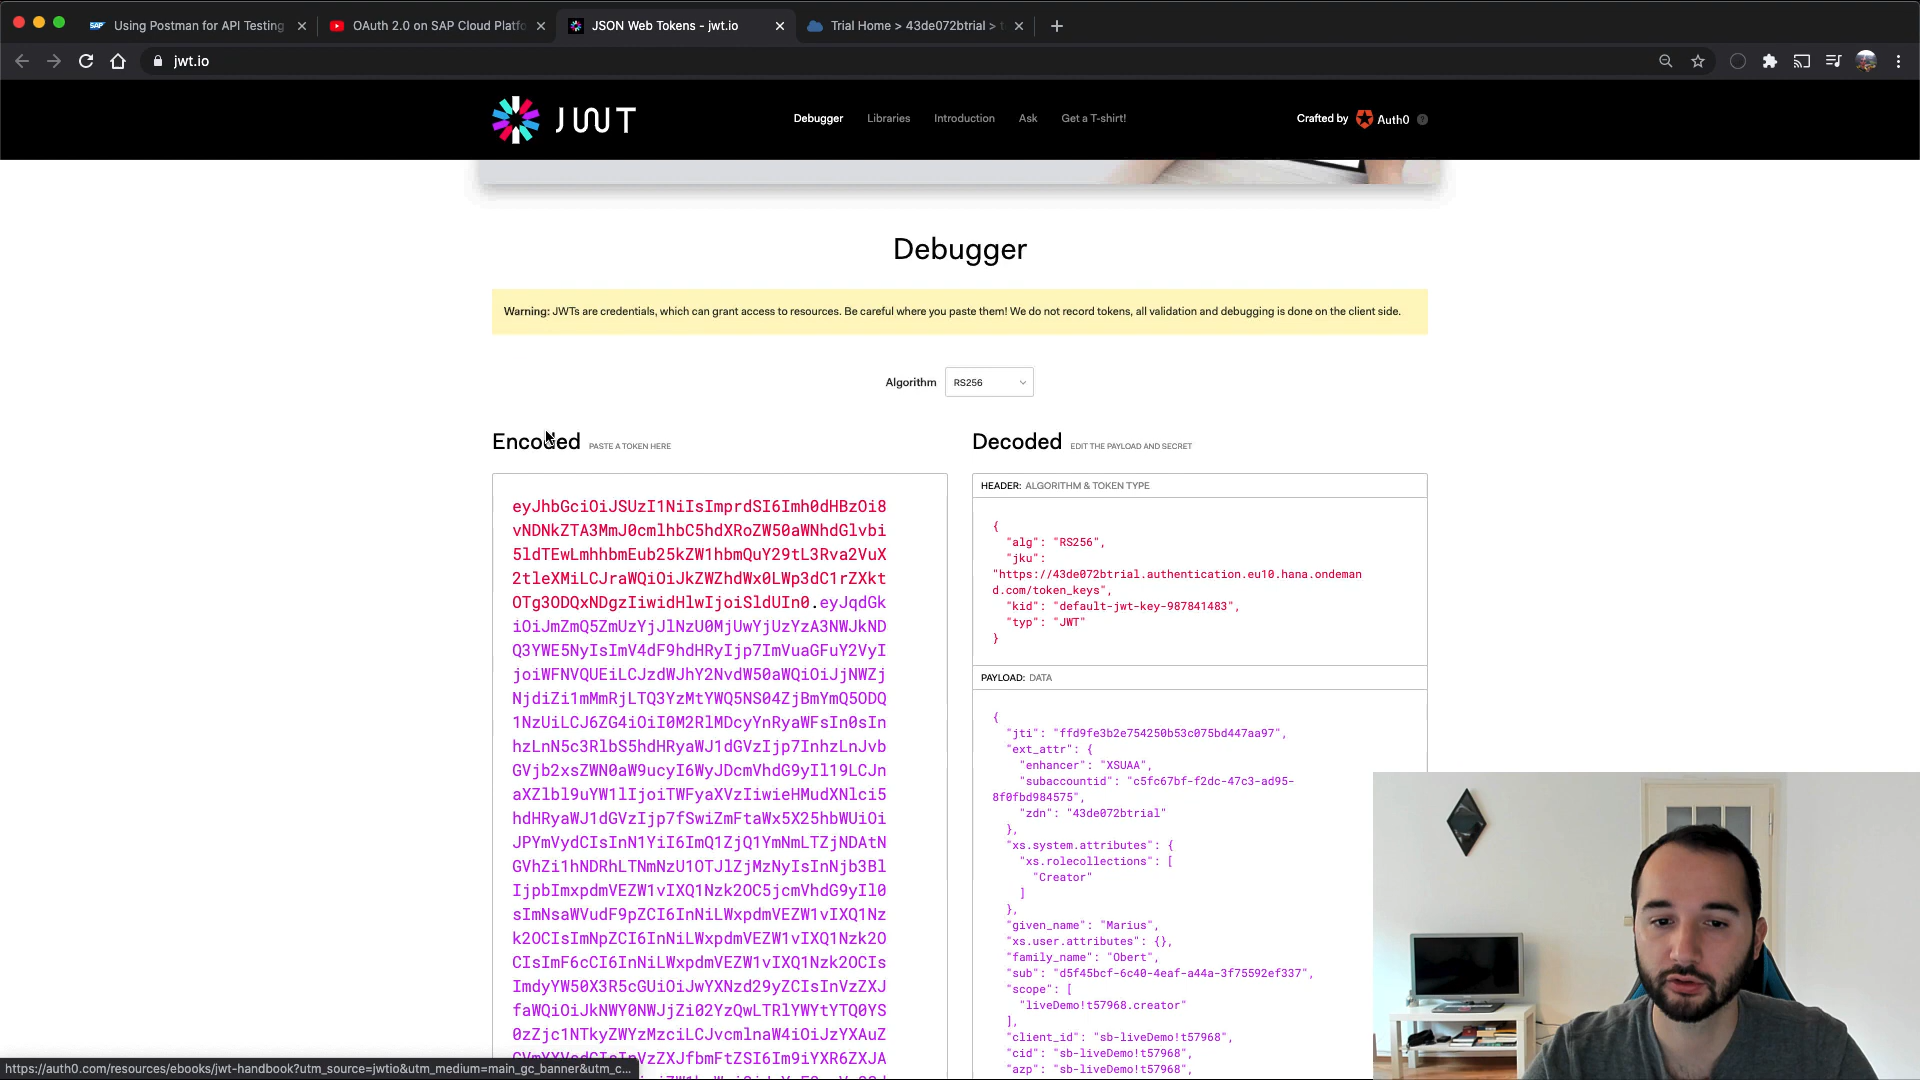 Using Postman for API Testing
OAuth 2.0 on SAP Cloud Platfo
JSON Web Tokens - jwt.io
Trial Home > 43de072btrial > t
jwt.io
JWT
Debugger
Libraries
Introduction
Ask
Get a T-shirt!
Crafted by Auth0
Debugger
Warning: JWTs are credentials, which can grant access to resources. Be careful where you paste them! We do not record tokens, all validation and debugging is done on the client side.
Algorithm RS256
Encoded PASTE A TOKEN HERE
eyJhbGciOiJSUzI1NiIsImprdSI6Imh0dHBzOi8
vNDNkZTA3MmJ0cmlhbC5hdXRoZW50aWNhdGlvbi
5ldTEwLmhhbmEub25kZW1hbmQuY29tL3Rva2VuX
2tleXMiLCJraWQiOiJkZWZhdWx0LWp3dC1rZXkt
OTg3ODQxNDgzIiwidHlwIjoiSldUIn0.eyJqdGk
iOiJmZmQ5ZmUzYjJlNzU0MjUwYjUzYzA3NWJkND
Q3YWE5NyIsImV4dF9hdHRyIjp7ImVuaGFuY2VyI
joiWFNVQUEiLCJzdWJhY2NvdW50aWQiOiJjNWZj
NjdiZi1mMmRjLTQ3YzMtYWQ5NS04ZjBmYmQ5ODQ
1NzUiLCJ6ZG4iOiI0M2RlMDcyYnRyaWFsIn0sIn
hzLnN5c3RlbS5hdHRyaWJ1dGVzIjp7InhzLnJvb
GVjb2xsZWN0aW9ucyI6WyJDcmVhdG9yIl19LCJn
aXZlbl9uYW1lIjoiTWFyaXVzIiwieHMudXNlci5
hdHRyaWJ1dGVzIjp7fSwiZmFtaWx5X25hbWUiOi
JPYmVydCIsInN1YiI6ImQ1ZjQ1YmNmLTZjNDAtN
GVhZi1hNDRhLTNmNzU1OTJlZjMzNyIsInNjb3Bl
IjpbImxpdmVEZW1vIXQ1Nzk2OC5jcmVhdG9yIl0
sImNsaWVudF9pZCI6InNiLWxpdmVEZW1vIXQ1Nz
k2OCIsImNpZCI6InNiLWxpdmVEZW1vIXQ1Nzk2O
CIsImF6cCI6InNiLWxpdmVEZW1vIXQ1Nzk2OCIs
ImdyYW50X3R5cGUiOiJwYXNzd29yZCIsInVzZXJ
faWQiOiJkNWY0NWJjZi02YzQwLTRlYWYtYTQ0YS
0zZjc1NTkyZWYzMzciLCJvcmlnaW4iOiJzYXAuZ
Decoded EDIT THE PAYLOAD AND SECRET
HEADER: ALGORITHM & TOKEN TYPE
{
"alg": "RS256",
"jku":
"https://43de072btrial.authentication.eu10.hana.ondeman
d.com/token_keys",
"kid": "default-jwt-key-987841483",
"typ": "JWT"
}
PAYLOAD: DATA
{
"jti": "ffd9fe3b2e754250b53c075bd447aa97",
"ext_attr": {
"enhancer": "XSUAA",
"subaccountid": "c5fc67bf-f2dc-47c3-ad95-
8f0fbd984575",
"zdn": "43de072btrial"
},
"xs.system.attributes": {
"xs.rolecollections": [
"Creator"
]
},
"given_name": "Marius",
"xs.user.attributes": {},
"family_name": "Obert",
"sub": "d5f45bcf-6c40-4eaf-a44a-3f75592ef337",
"scope": [
"liveDemo!t57968.creator"
],
"client_id": "sb-liveDemo!t57968",
"cid": "sb-liveDemo!t57968",
"azp": "sb-liveDemo!t57968",
https://auth0.com/resources/ebooks/jwt-handbook?utm_source=jwtio&utm_medium=main_gc_banner&utm_c...